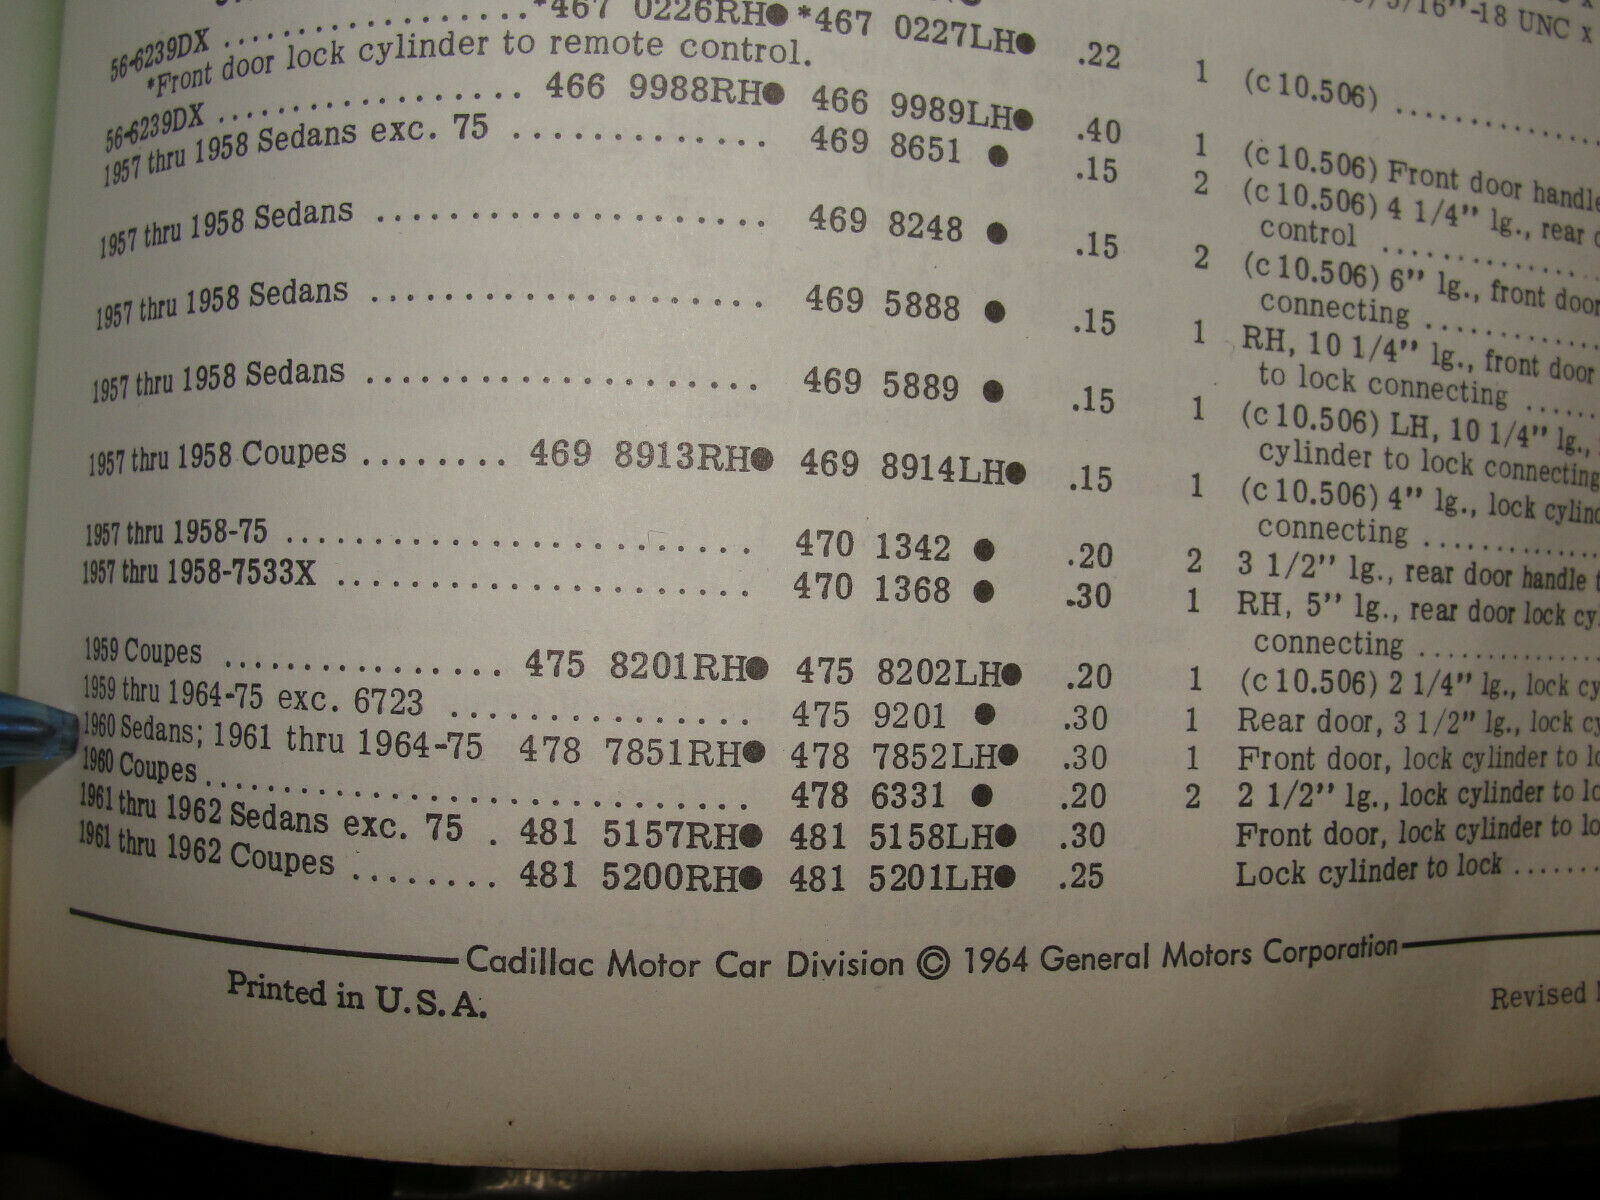 56-6239DX .................. *467 0226RH● *467 0227LH● .22 1 (c 10.506) ..............
*Front door lock cylinder to remote control.
56-6239DX .................. 466 9988RH● 466 9989LH● .40 1 (c 10.506) Front door handle
1957 thru 1958 Sedans exc. 75 ............. 469 8651 ● .15 2 (c 10.506) 4 1/4" lg., rear
control ...............
1957 thru 1958 Sedans .................. 469 8248 ● .15 2 (c 10.506) 6" lg., front door
connecting ............
1957 thru 1958 Sedans .................. 469 5888 ● .15 1 RH, 10 1/4" lg., front door
to lock connecting ......
1957 thru 1958 Sedans .................. 469 5889 ● .15 1 (c 10.506) LH, 10 1/4" lg.,
cylinder to lock connecting
1957 thru 1958 Coupes ........ 469 8913RH● 469 8914LH● .15 1 (c 10.506) 4" lg., lock
connecting ............
1957 thru 1958-75 ........................ 470 1342 ● .20 2 3 1/2" lg., rear door handle
1957 thru 1958-7533X .................... 470 1368 ● .30 1 RH, 5" lg., rear door lock
connecting ............
1959 Coupes ................ 475 8201RH● 475 8202LH● .20 1 (c 10.506) 2 1/4" lg., lock
1959 thru 1964-75 exc. 6723 ............... 475 9201 ● .30 1 Rear door, 3 1/2" lg., lock
1960 Sedans; 1961 thru 1964-75 478 7851RH● 478 7852LH● .30 1 Front door, lock cylinder to
1960 Coupes ............................... 478 6331 ● .20 2 2 1/2" lg., lock cylinder to
1961 thru 1962 Sedans exc. 75 . 481 5157RH● 481 5158LH● .30 Front door, lock cylinder to
1961 thru 1962 Coupes ........ 481 5200RH● 481 5201LH● .25 Lock cylinder to lock .......
Cadillac Motor Car Division © 1964 General Motors Corporation
Printed in U.S.A.
Revised